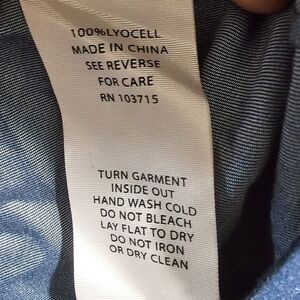 100%LYOCELL
MADE IN CHINA
SEE REVERSE
FOR CARE
RN 103715
TURN GARMENT
INSIDE OUT
HAND WASH COLD
DO NOT BLEACH
LAY FLAT TO DRY
DO NOT IRON
OR DRY CLEAN